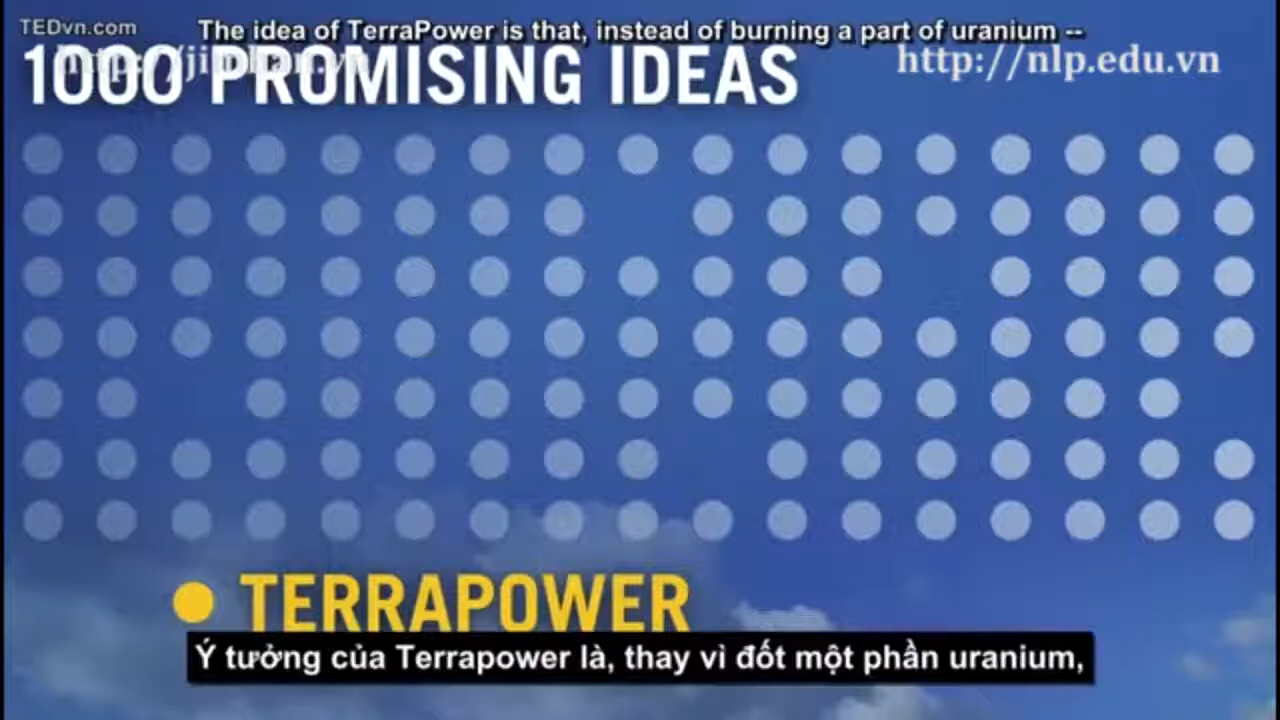 TEDvn.com
The idea of TerraPower is that, instead of burning a part of uranium --
http://nlp.edu.vn
1000 PROMISING IDEAS
TERRAPOWER
Ý tưởng của Terrapower là, thay vì đốt một phần uranium,